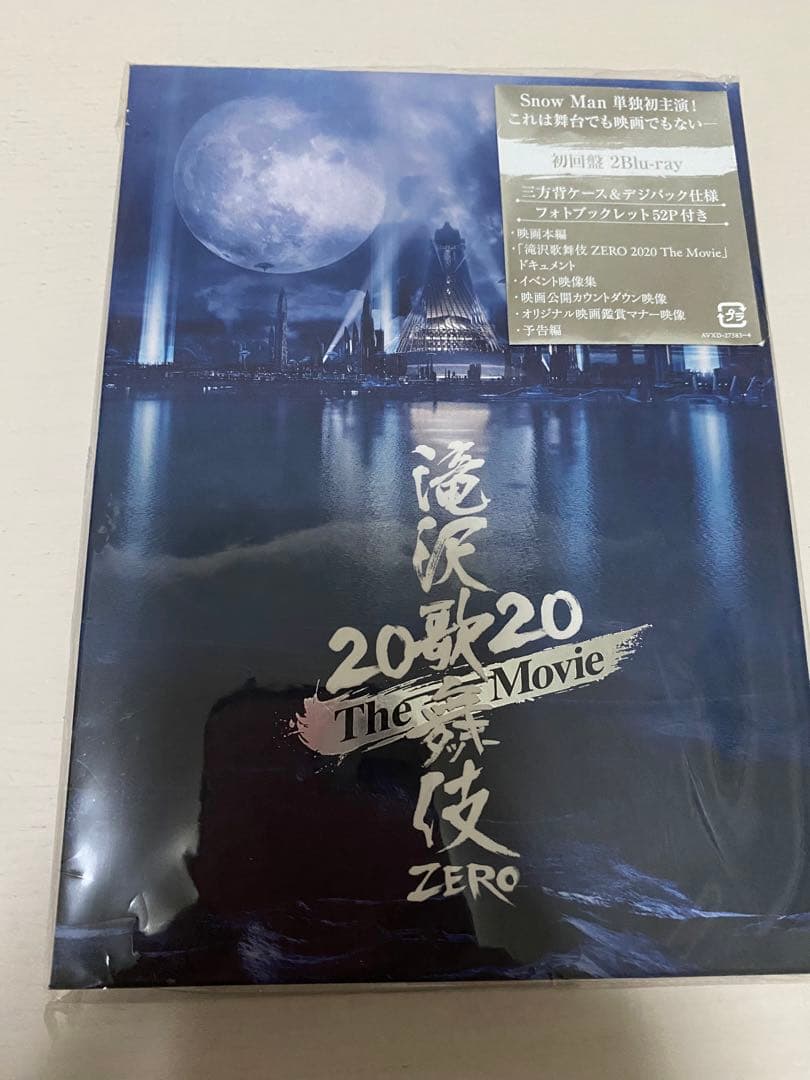 Snow Man 単独初主演！
これは舞台でも映画でもない―
初回盤 2Blu-ray
三方背ケース＆デジパック仕様
フォトブックレット52P付き
・映画本編
・「滝沢歌舞伎 ZERO 2020 The Movie」
ドキュメント
・イベント映像集
・映画公開カウントダウン映像
・オリジナル映画鑑賞マナー映像
・予告編
AVXD-27383~4
滝沢歌舞伎
2020
The Movie
ZERO